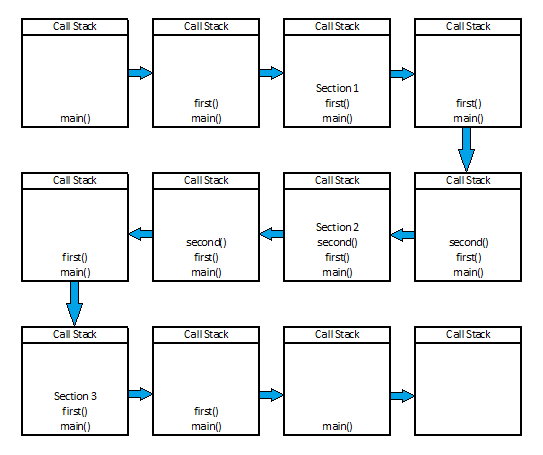 Call Stack
main()
Call Stack
first()
main()
Call Stack
Section 1
first()
main()
Call Stack
first()
main()
Call Stack
second()
first()
main()
Call Stack
Section 2
second()
first()
main()
Call Stack
second()
first()
main()
Call Stack
first()
main()
Call Stack
Section 3
first()
main()
Call Stack
first()
main()
Call Stack
main()
Call Stack